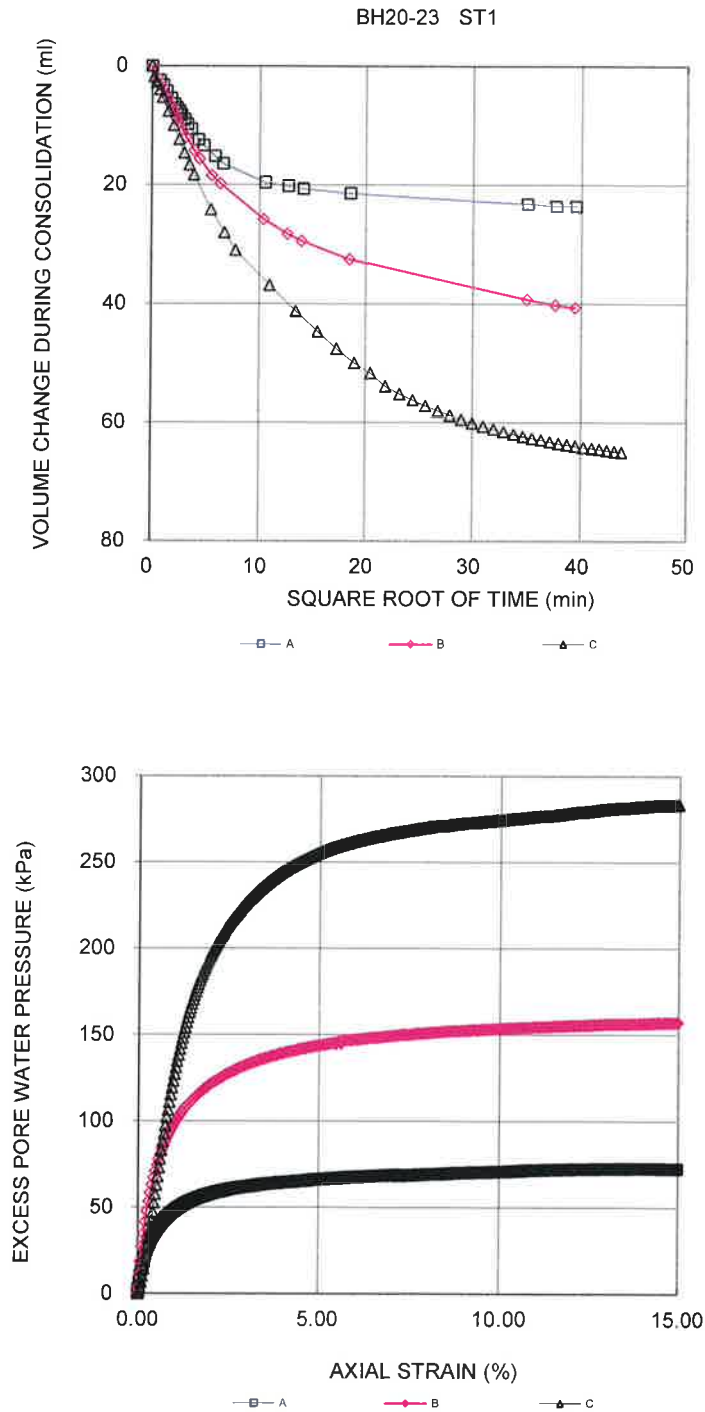 BH20-23 ST1
VOLUME CHANGE DURING CONSOLIDATION (ml)
0
20
40
60
80
0 10 20 30 40 50
SQUARE ROOT OF TIME (min)
A B C
EXCESS PORE WATER PRESSURE (kPa)
300
250
200
150
100
50
0
0.00 5.00 10.00 15.00
AXIAL STRAIN (%)
A B C